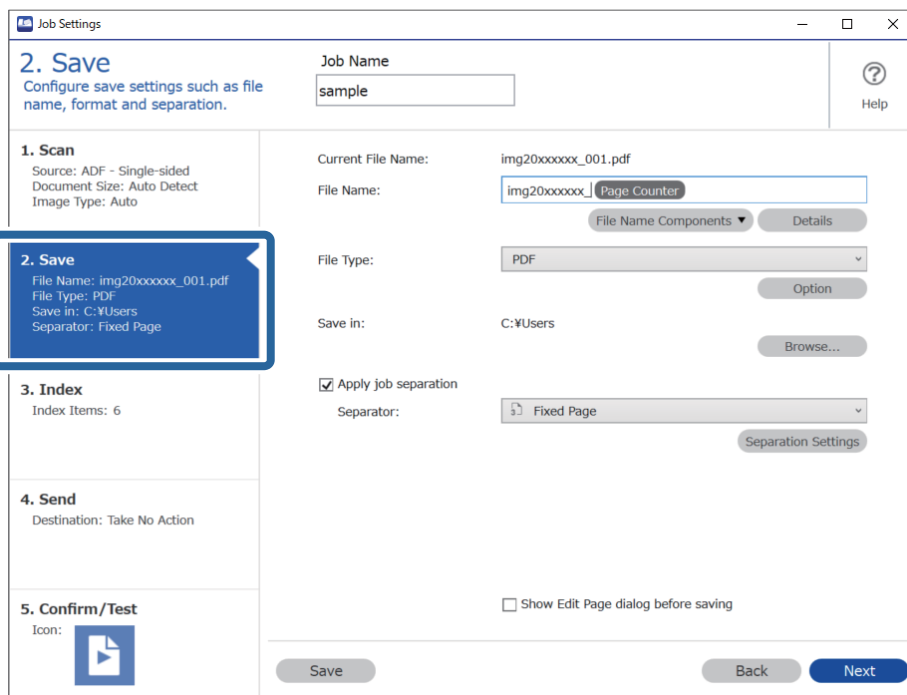 Job Settings
2. Save
Configure save settings such as file
name, format and separation.
Job Name
sample
Help
1. Scan
Source: ADF - Single-sided
Document Size: Auto Detect
Image Type: Auto
2. Save
File Name: img20xxxxxx_001.pdf
File Type: PDF
Save in: C:¥Users
Separator: Fixed Page
3. Index
Index Items: 6
4. Send
Destination: Take No Action
5. Confirm/Test
Icon:
Current File Name: img20xxxxxx_001.pdf
File Name: img20xxxxxx_ Page Counter
File Name Components ▼ Details
File Type: PDF
Option
Save in: C:¥Users
Browse...
Apply job separation
Separator: 3 Fixed Page
Separation Settings
Show Edit Page dialog before saving
Save Back Next